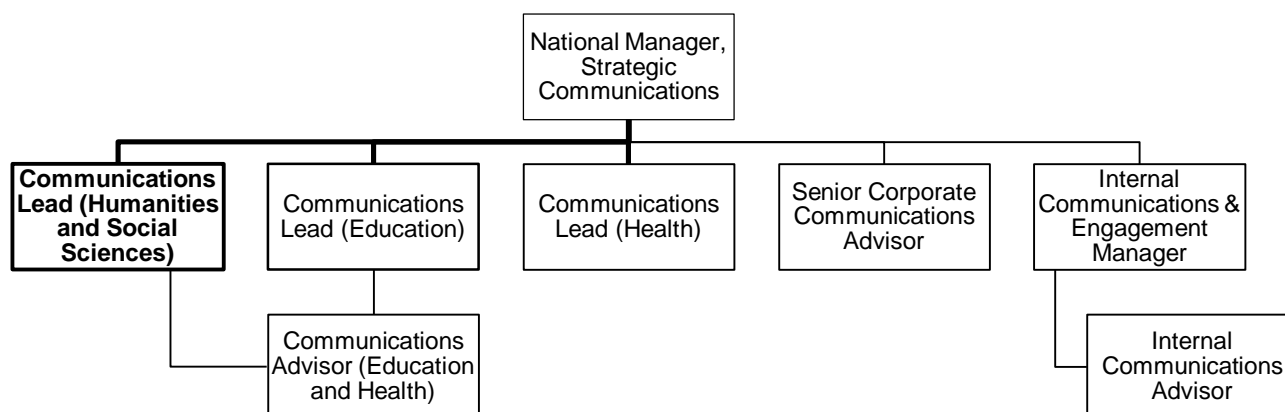 National Manager,
Strategic
Communications
Communications
Lead (Humanities
and Social
Sciences)
Communications
Lead (Education)
Communications
Lead (Health)
Senior Corporate
Communications
Advisor
Internal
Communications &
Engagement
Manager
Communications
Advisor (Education
and Health)
Internal
Communications
Advisor